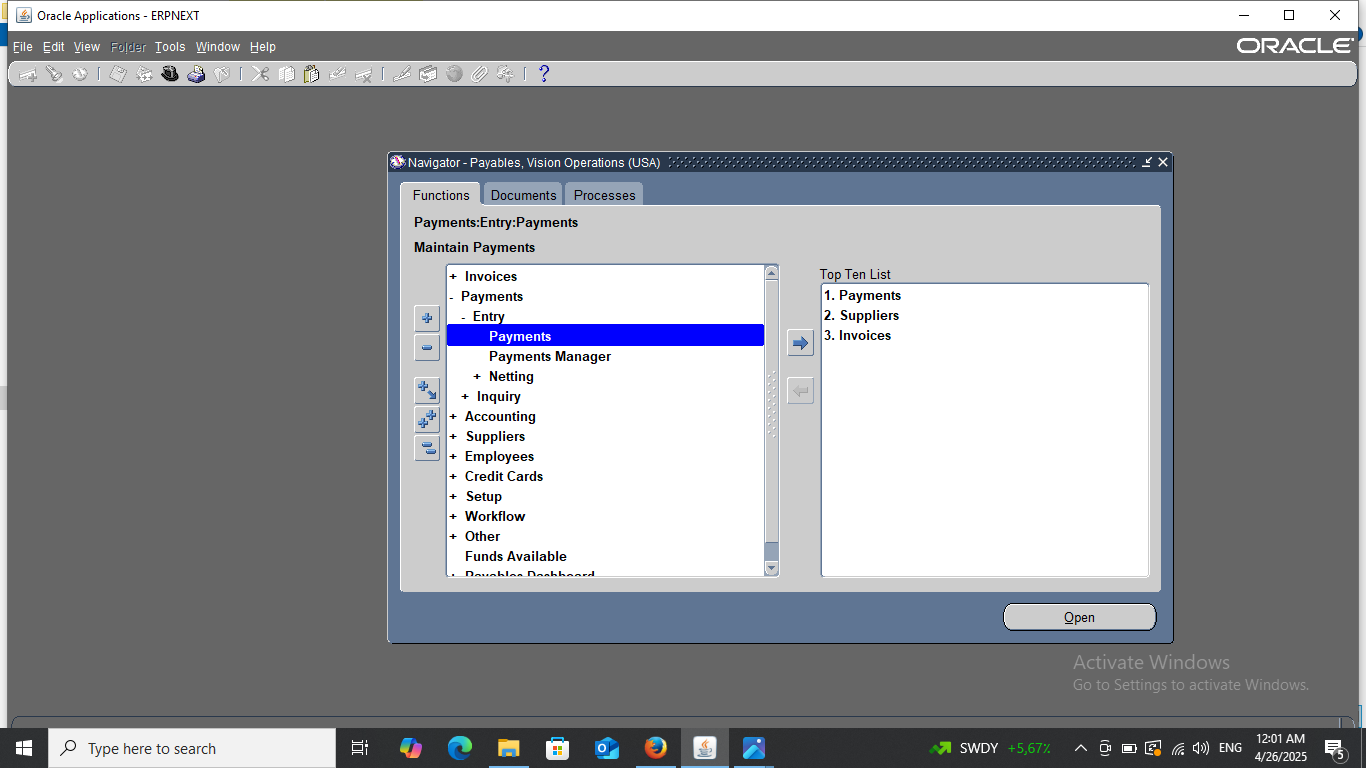 Oracle Applications - ERPNEXT
File Edit View Folder Tools Window Help
ORACLE
?
Navigator - Payables, Vision Operations (USA)
Functions Documents Processes
Payments:Entry:Payments
Maintain Payments
+ Invoices
- Payments
- Entry
Payments
Payments Manager
+ Netting
+ Inquiry
+ Accounting
+ Suppliers
+ Employees
+ Credit Cards
+ Setup
+ Workflow
+ Other
Funds Available
+ Payables Dashboard
Top Ten List
1. Payments
2. Suppliers
3. Invoices
Open
Activate Windows
Go to Settings to activate Windows.
Type here to search
SWDY +5,67%
ENG
12:01 AM
4/26/2025
5